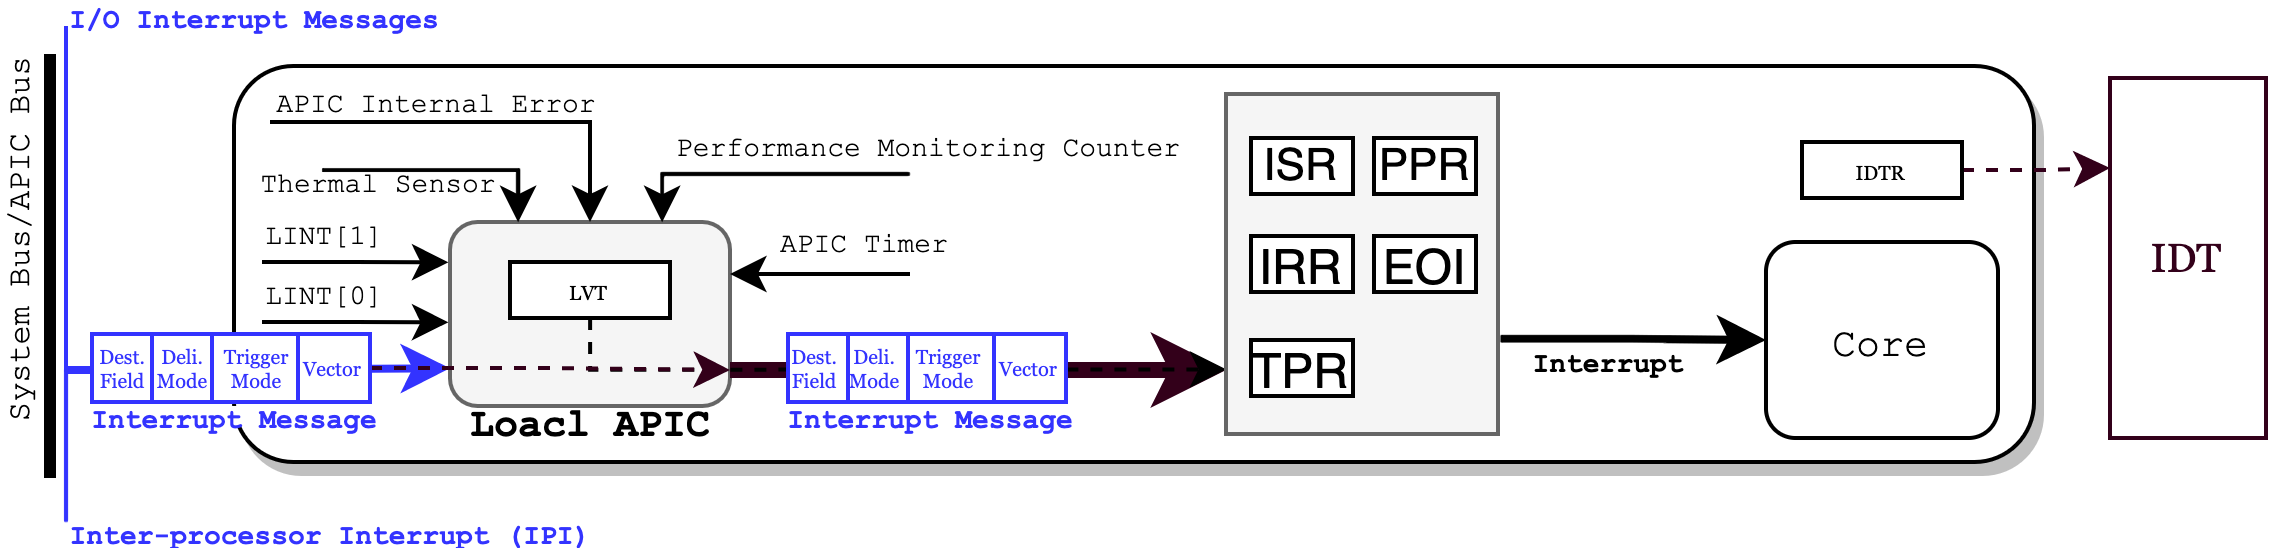 I/O Interrupt Messages
System Bus/APIC Bus
APIC Internal Error
Performance Monitoring Counter
Thermal Sensor
LINT[1]
APIC Timer
LINT[0]
LVT
Dest. Field
Deli. Mode
Trigger Mode
Vector
Interrupt Message
Loacl APIC
Dest. Field
Deli. Mode
Trigger Mode
Vector
Interrupt Message
ISR
PPR
IRR
EOI
TPR
Interrupt
IDTR
Core
IDT
Inter-processor Interrupt (IPI)